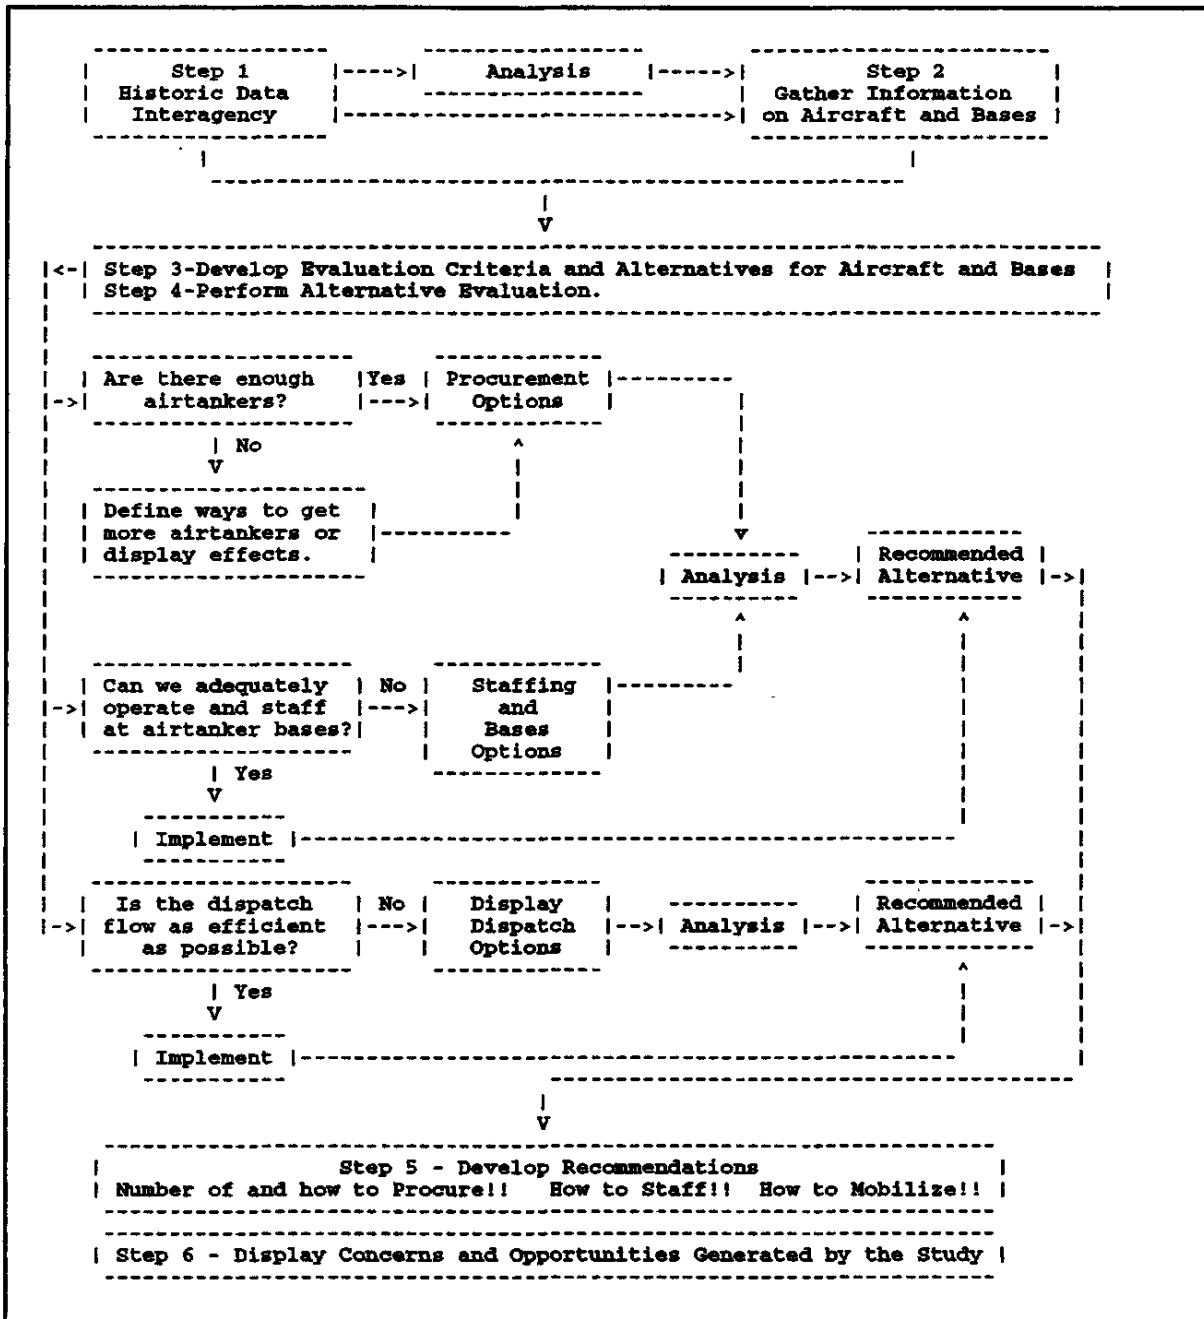 Step 1
Historic Data
Interagency
Analysis
Step 2
Gather Information
on Aircraft and Bases
V
Step 3-Develop Evaluation Criteria and Alternatives for Aircraft and Bases
Step 4-Perform Alternative Evaluation.
Are there enough
airtankers?
Yes
Procurement
Options
No
V
Define ways to get
more airtankers or
display effects.
Analysis
Recommended
Alternative
Can we adequately
operate and staff
at airtanker bases?
No
Staffing
and
Bases
Options
Yes
V
Implement
Is the dispatch
flow as efficient
as possible?
No
Display
Dispatch
Options
Analysis
Recommended
Alternative
Yes
V
Implement
V
Step 5 - Develop Recommendations
Number of and how to Procure!! How to Staff!! How to Mobilize!!
Step 6 - Display Concerns and Opportunities Generated by the Study